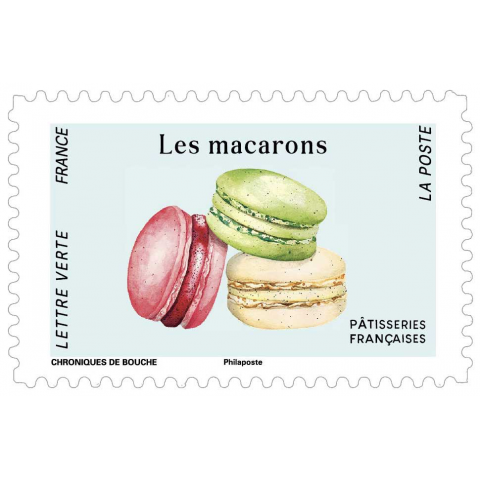 Les macarons
FRANCE
LETTRE VERTE
LA POSTE
PÂTISSERIES
FRANÇAISES
CHRONIQUES DE BOUCHE
Philaposte